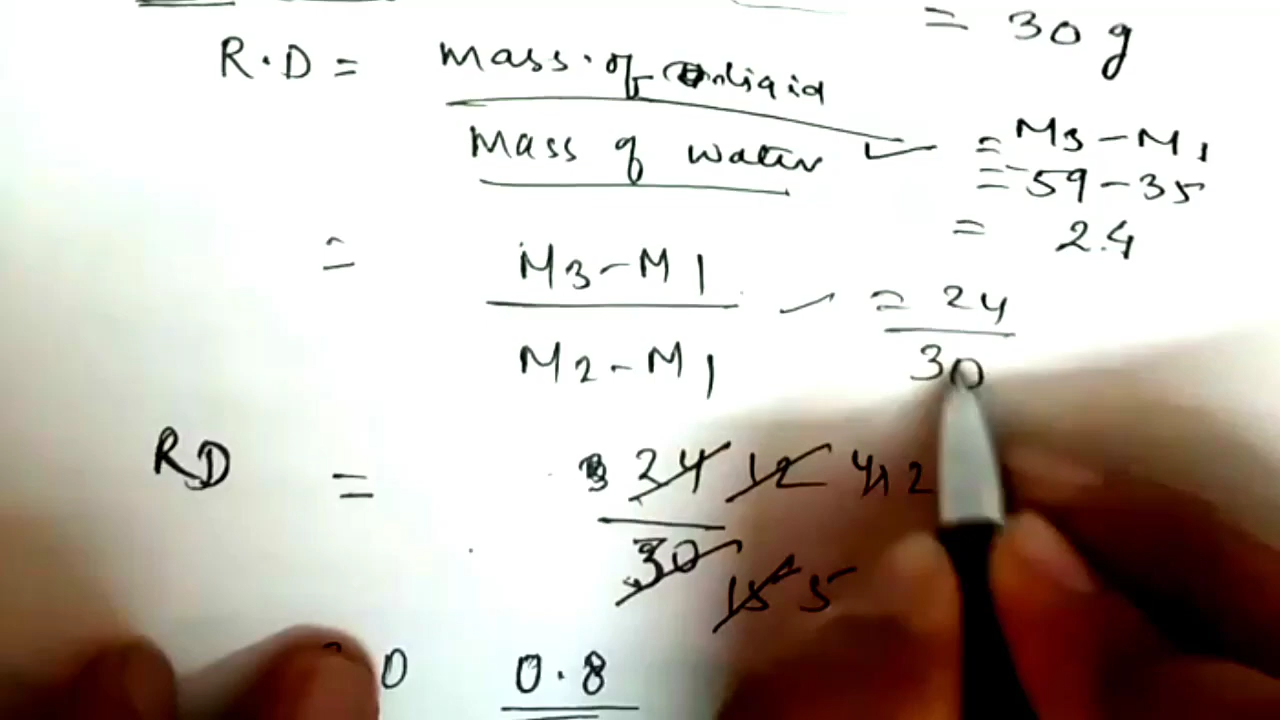 = 30 g
R.D = Mass of liquid
Mass of water = M3 - M1
= 59 - 35
= 24
= M3 - M1
M2 - M1
= 24
30
RD = 24 12 4
30 15 5
0.8